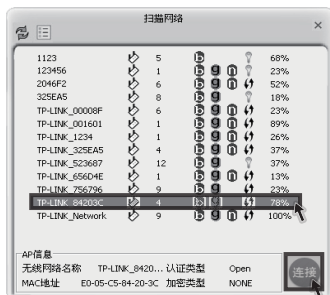 扫描网络
1123 5 b 68%
123456 1 b g n 23%
2046F2 6 b g n 52%
325EA5 8 b 18%
TP-LINK_00008F 6 b g n 23%
TP-LINK_001601 1 b g n 89%
TP-LINK_1234 1 b g n 26%
TP-LINK_325EA5 4 b g n 37%
TP-LINK_523687 12 b g 37%
TP-LINK_656D4E 1 b g n 13%
TP-LINK_756796 9 b g 23%
TP-LINK_84203C 4 b g 78%
TP-LINK_Network 9 b g n 100%
AP信息
无线网络名称 TP-LINK_8420... 认证类型 Open
连接
MAC地址 E0-05-C5-84-20-3C 加密类型 NONE